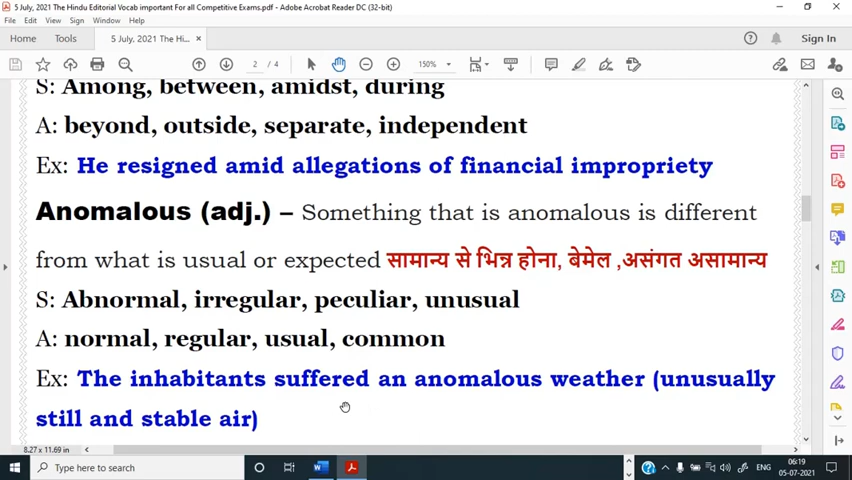 5 July, 2021 The Hindu Editorial Vocab important For all Competitive Exams.pdf - Adobe Acrobat Reader DC (32-bit)
File Edit View Sign Window Help
Home Tools 5 July, 2021 The Hi... × Sign In
2 / 4 150%
S: Among, between, amidst, during
A: beyond, outside, separate, independent
Ex: He resigned amid allegations of financial impropriety
Anomalous (adj.) – Something that is anomalous is different
from what is usual or expected सामान्य से भिन्न होना, बेमेल ,असंगत असामान्य
S: Abnormal, irregular, peculiar, unusual
A: normal, regular, usual, common
Ex: The inhabitants suffered an anomalous weather (unusually
still and stable air)
8.27 x 11.69 in
Type here to search
ENG
06:19
05-07-2021